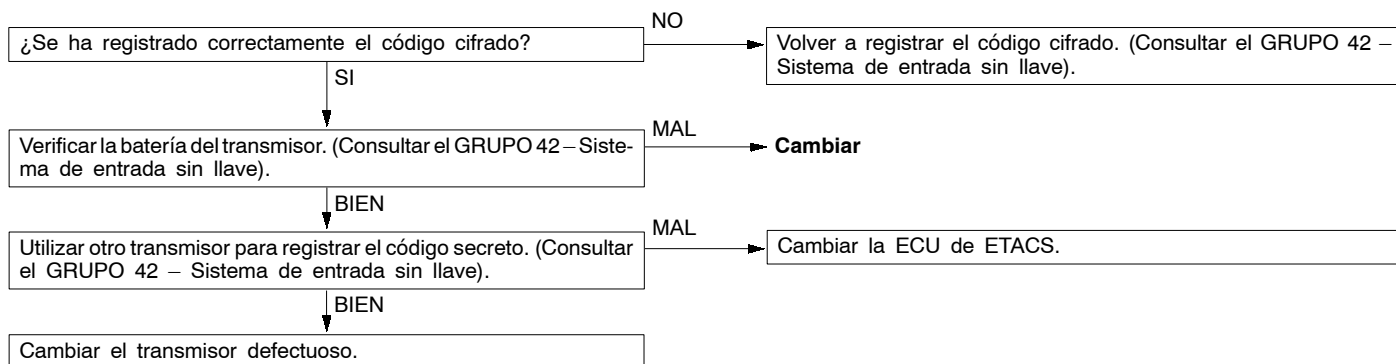 ¿Se ha registrado correctamente el código cifrado?
NO
Volver a registrar el código cifrado. (Consultar el GRUPO 42 –
Sistema de entrada sin llave).
SI
Verificar la batería del transmisor. (Consultar el GRUPO 42 – Siste-
ma de entrada sin llave).
MAL
Cambiar
BIEN
Utilizar otro transmisor para registrar el código secreto. (Consultar
el GRUPO 42 – Sistema de entrada sin llave).
MAL
Cambiar la ECU de ETACS.
BIEN
Cambiar el transmisor defectuoso.